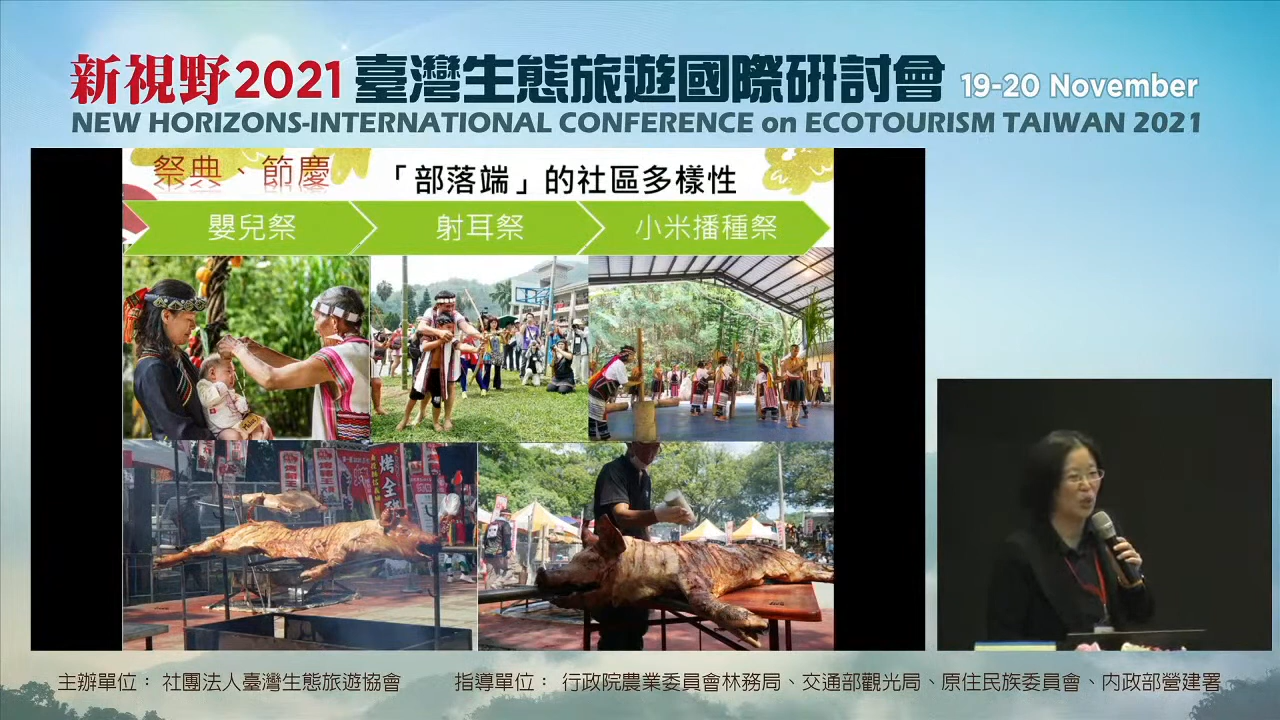 新視野2021 臺灣生態旅遊國際研討會 19-20 November
NEW HORIZONS-INTERNATIONAL CONFERENCE on ECOTOURISM TAIWAN 2021
祭典、節慶
「部落端」的社區多樣性
嬰兒祭
射耳祭
小米播種祭
主辦單位： 社團法人臺灣生態旅遊協會
指導單位： 行政院農業委員會林務局、交通部觀光局、原住民族委員會、內政部營建署